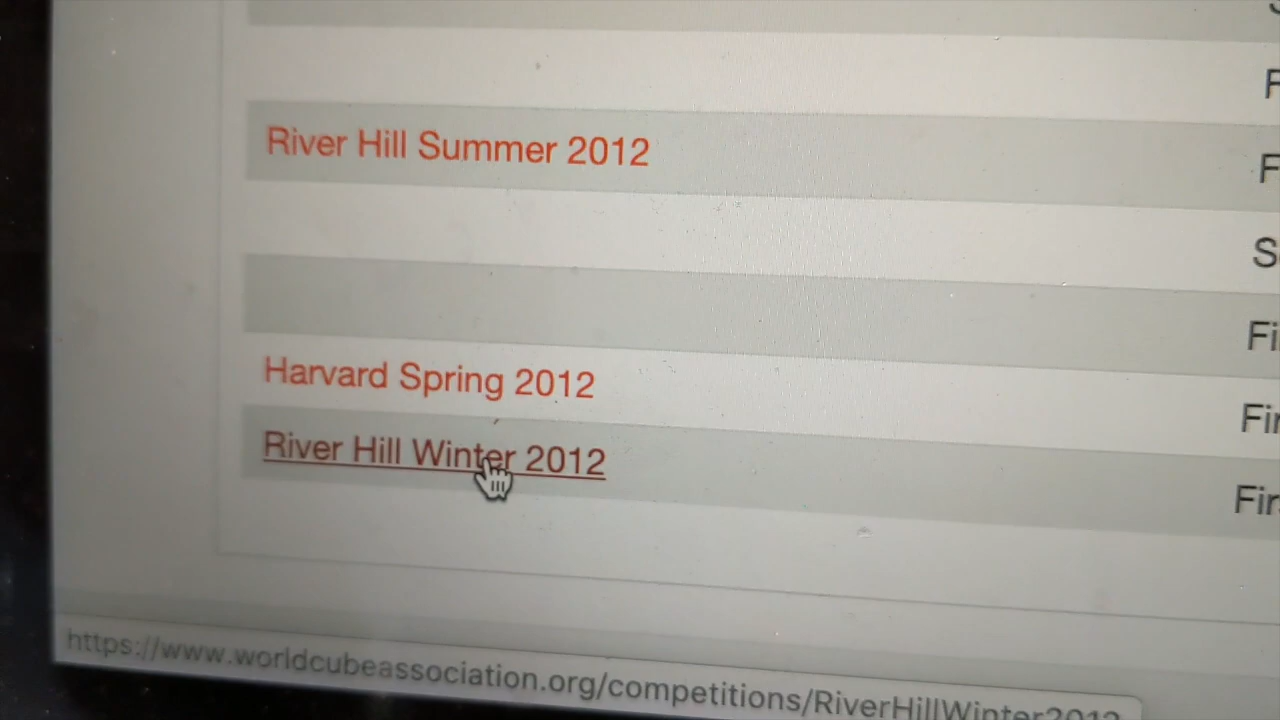 River Hill Summer 2012
Harvard Spring 2012
River Hill Winter 2012
https://www.worldcubeassociation.org/competitions/RiverHillWinter2012